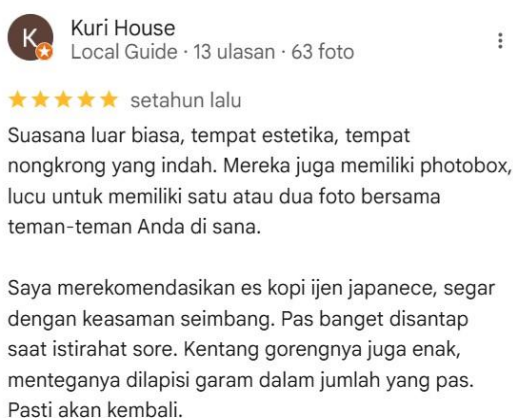 K
Kuri House
Local Guide · 13 ulasan · 63 foto
setahun lalu
Suasana luar biasa, tempat estetika, tempat
nongkrong yang indah. Mereka juga memiliki photobox,
lucu untuk memiliki satu atau dua foto bersama
teman-teman Anda di sana.
Saya merekomendasikan es kopi ijen japanece, segar
dengan keasaman seimbang. Pas banget disantap
saat istirahat sore. Kentang gorengnya juga enak,
menteganya dilapisi garam dalam jumlah yang pas.
Pasti akan kembali.